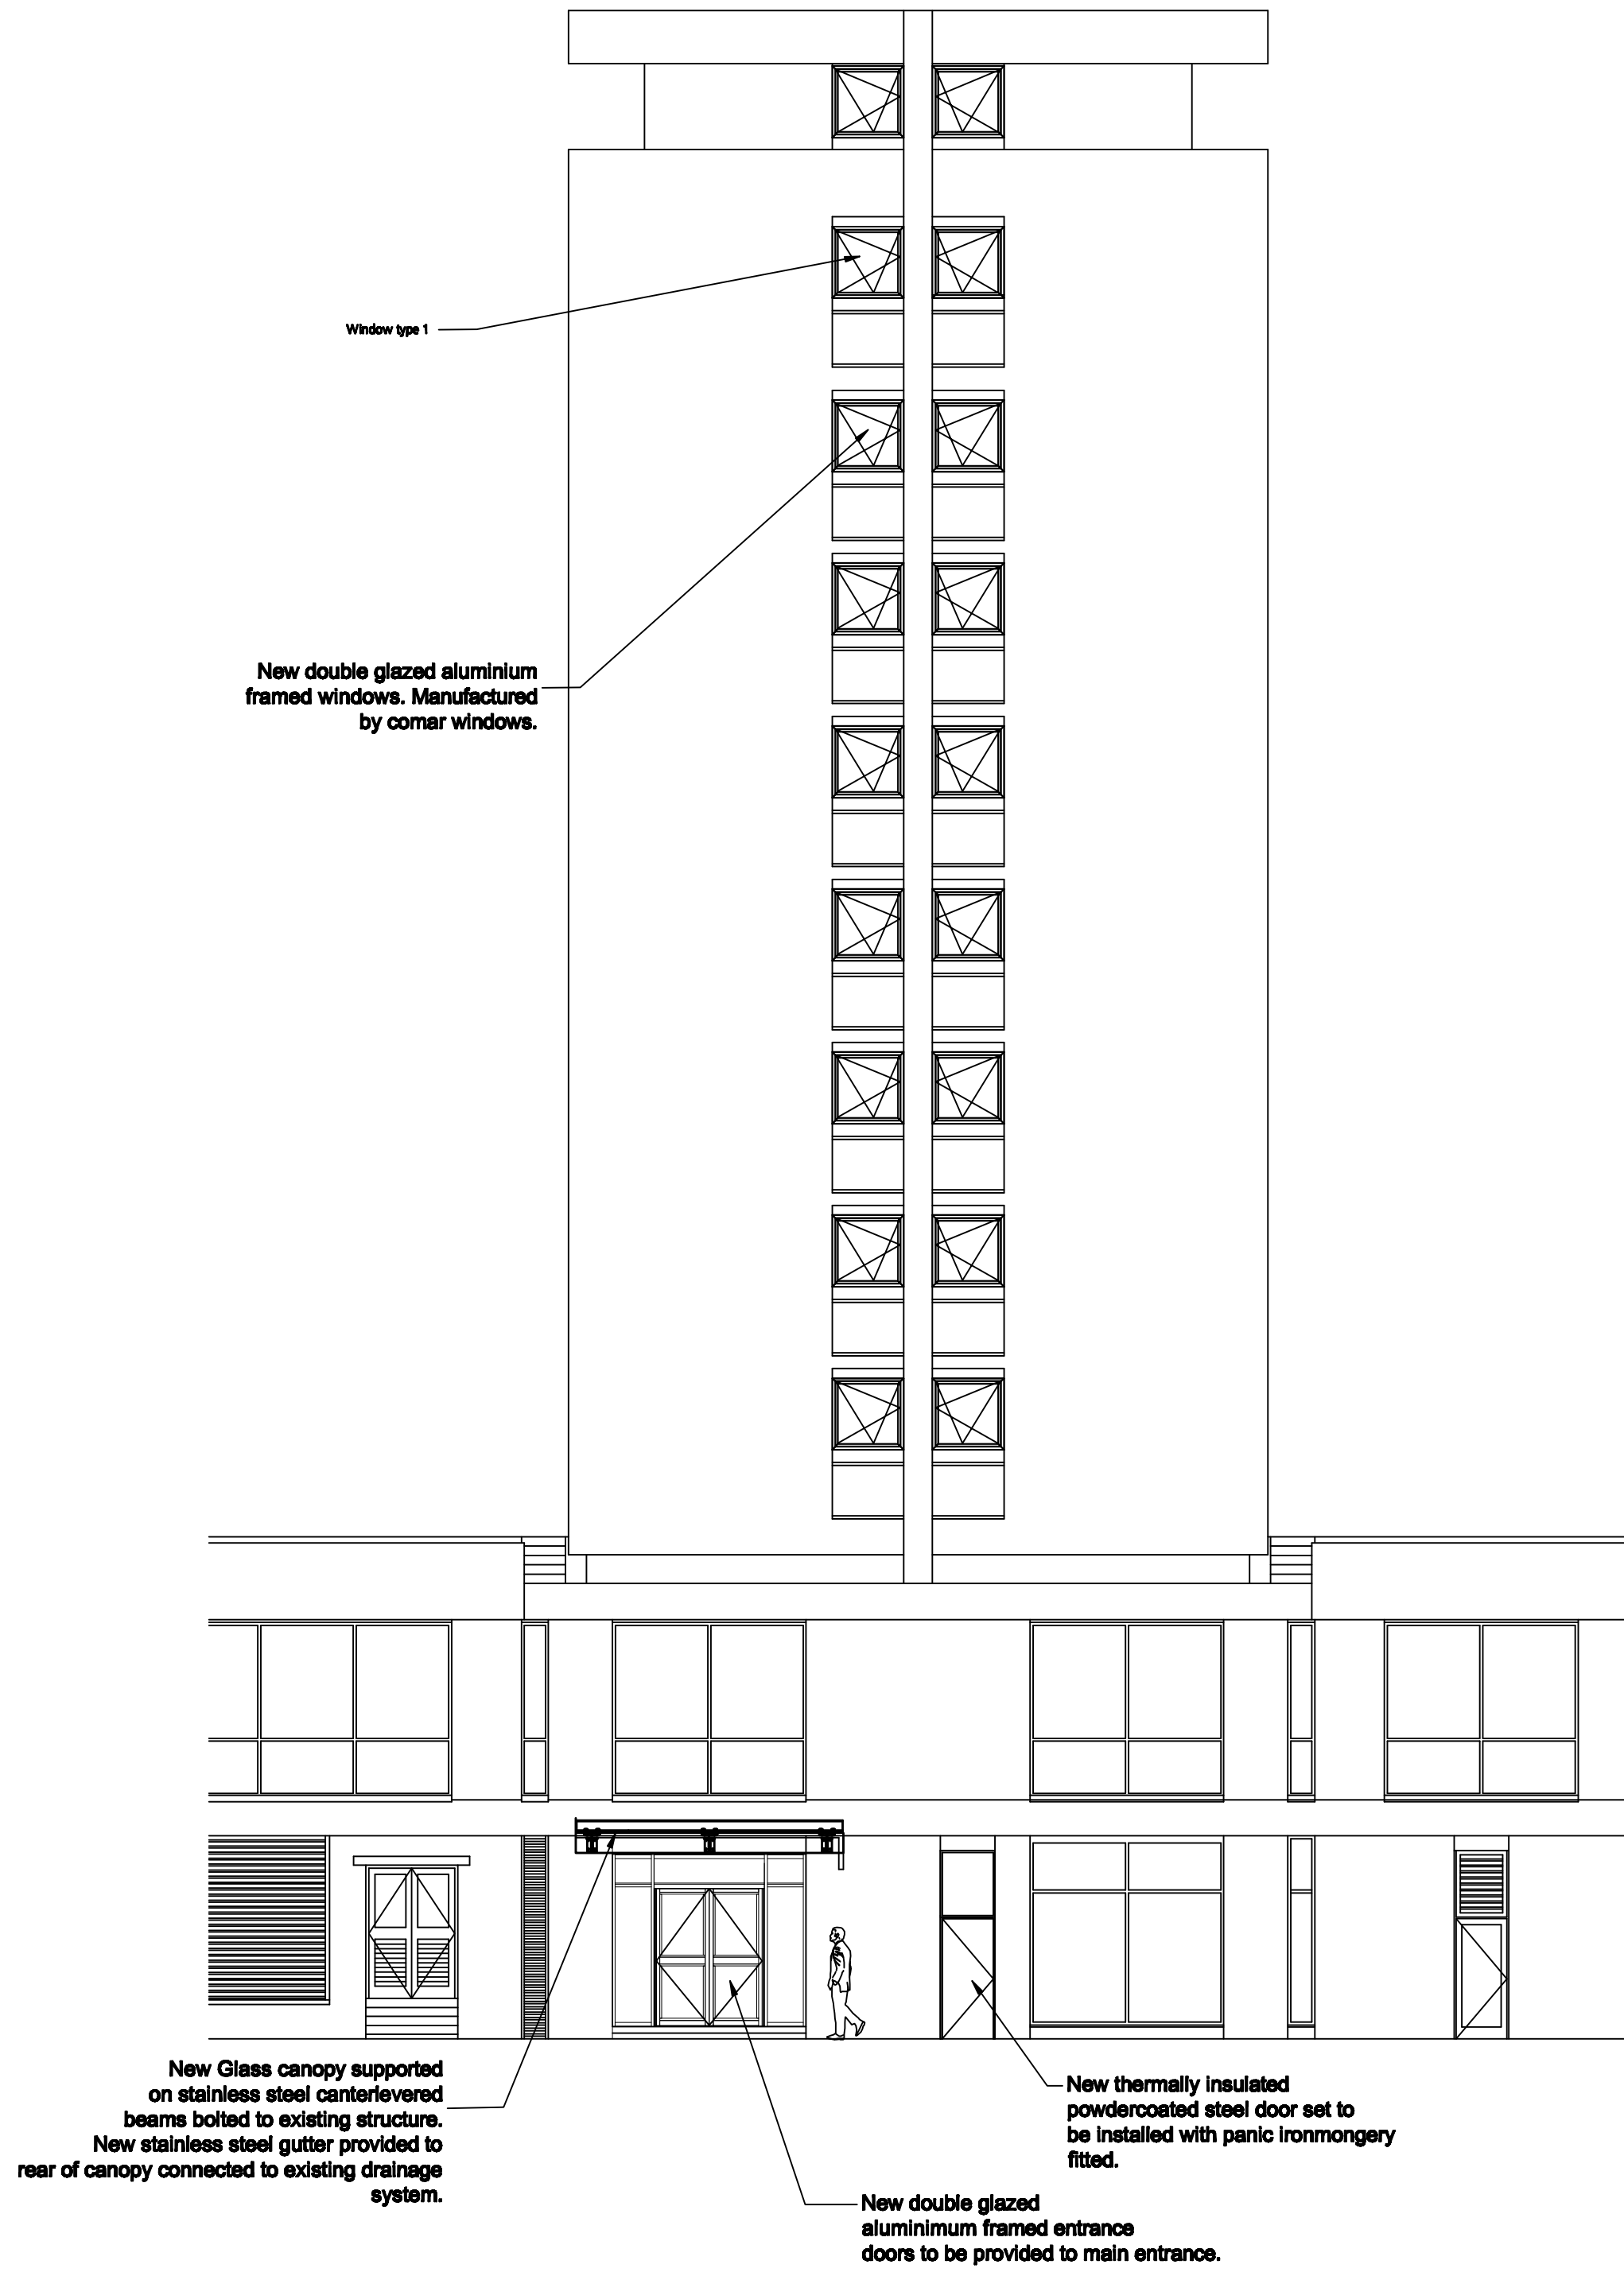 Window type 1
New double glazed aluminium
framed windows. Manufactured
by comar windows.
New Glass canopy supported
on stainless steel canterlevered
beams bolted to existing structure.
New stainless steel gutter provided to
rear of canopy connected to existing drainage
system.
New thermally insulated
powdercoated steel door set to
be installed with panic ironmongery
fitted.
New double glazed
aluminimum framed entrance
doors to be provided to main entrance.